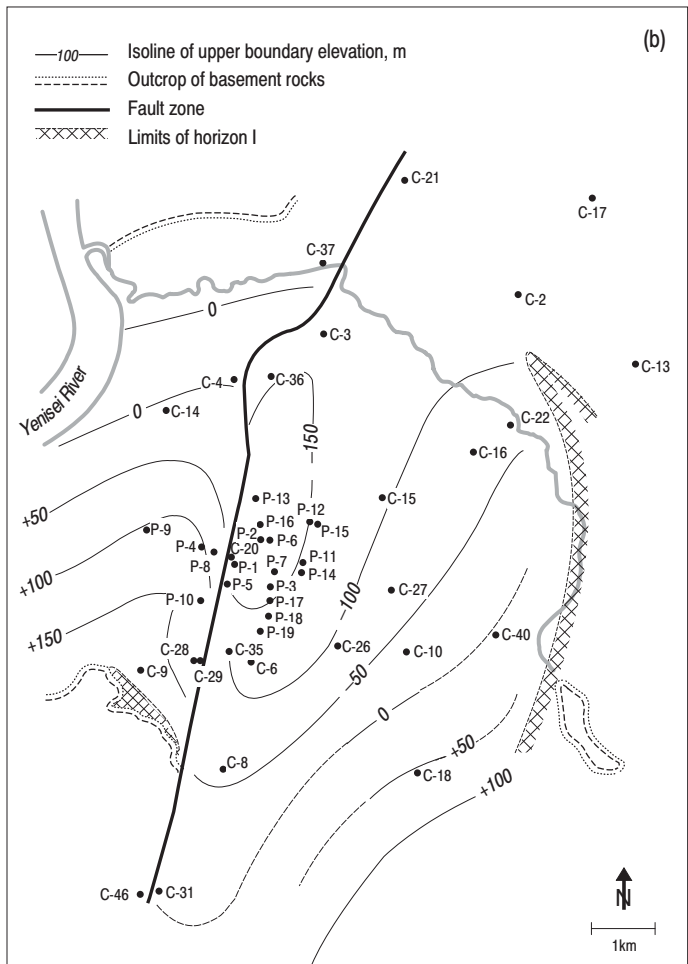 (b)
—100— Isoline of upper boundary elevation, m
Outcrop of basement rocks
Fault zone
Limits of horizon I
C-21
C-17
C-37
C-2
0
C-3
C-13
Yenisei River
C-4
C-36
C-14
0
C-22
-150
C-16
+50
P-13
C-15
P-12
P-9
P-16
P-15
P-2
P-6
P-4
C-20
P-8
P-1
P-11
P-7
P-14
+100
P-5
P-3
C-27
-100
P-10
P-17
P-18
+150
P-19
C-40
C-28
C-35
C-26
C-10
C-9
C-29
C-6
-50
0
+50
C-8
C-18
+100
C-46
C-31
N
1km